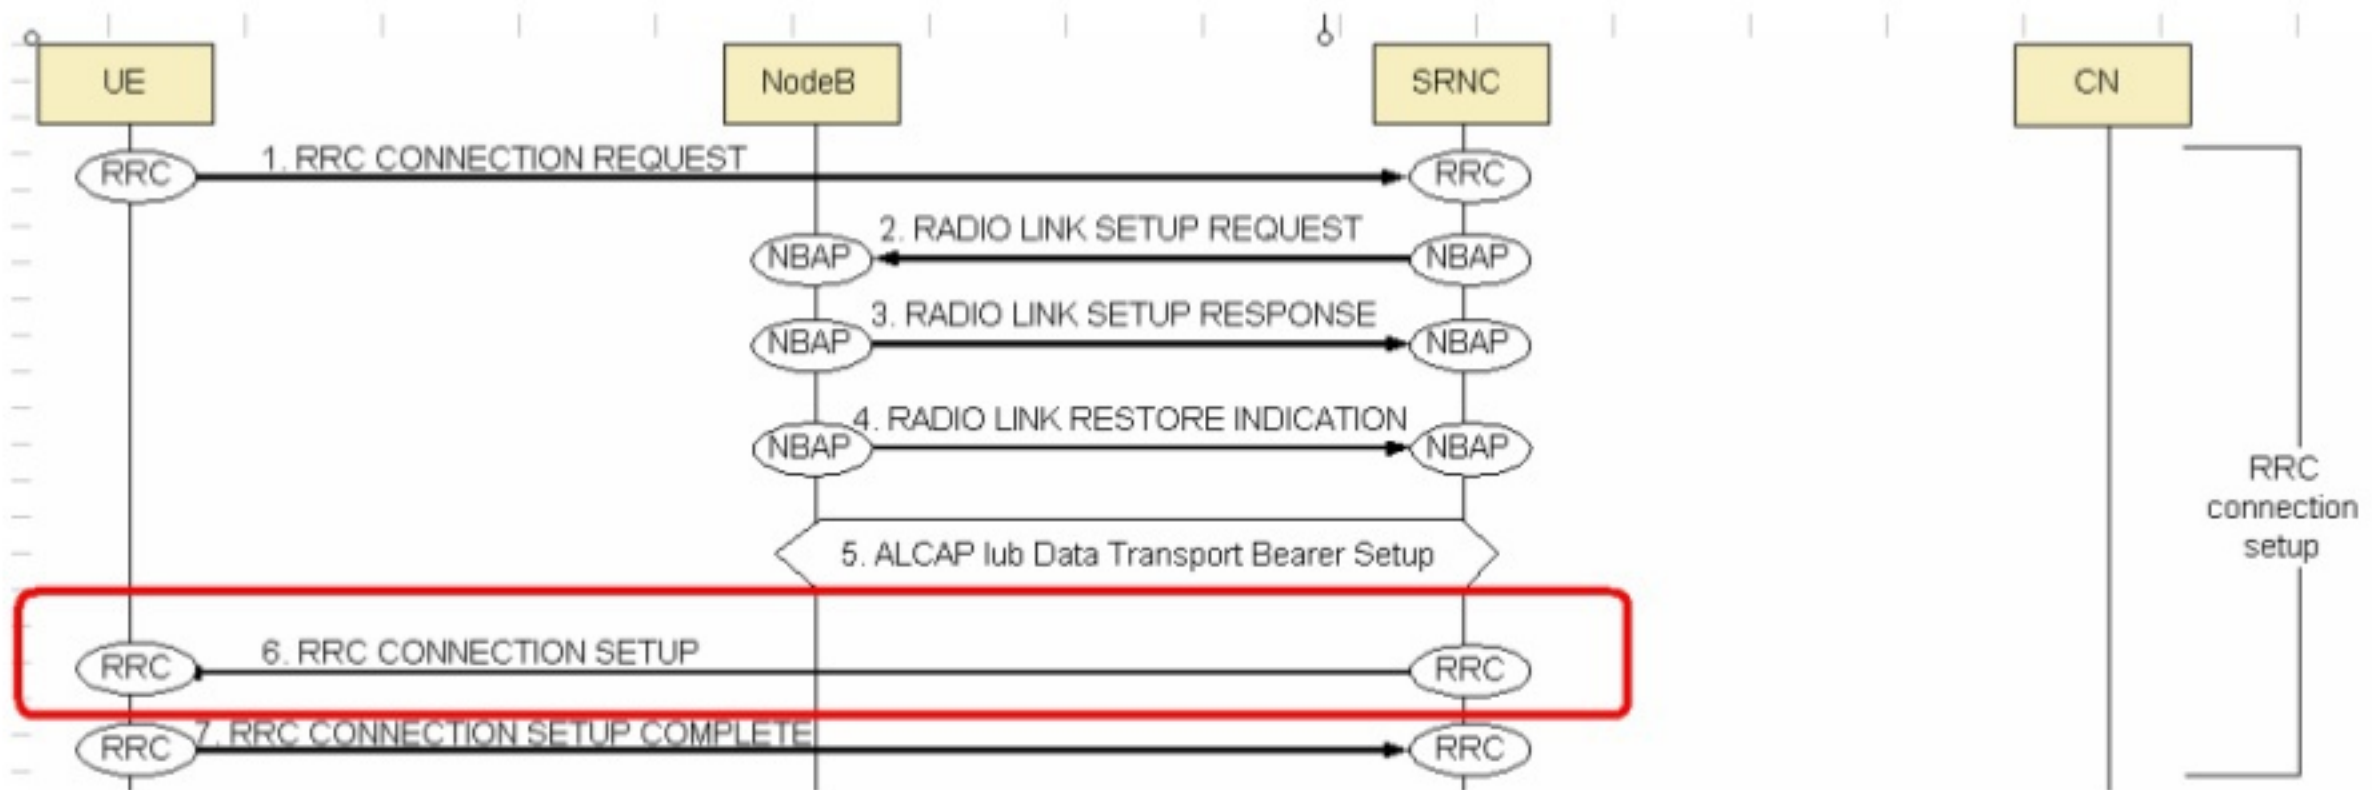 UE
NodeB
SRNC
CN
1. RRC CONNECTION REQUEST
RRC
RRC
2. RADIO LINK SETUP REQUEST
NBAP
NBAP
3. RADIO LINK SETUP RESPONSE
NBAP
NBAP
4. RADIO LINK RESTORE INDICATION
NBAP
NBAP
RRC
connection
setup
5. ALCAP Iub Data Transport Bearer Setup
6. RRC CONNECTION SETUP
RRC
RRC
7. RRC CONNECTION SETUP COMPLETE
RRC
RRC